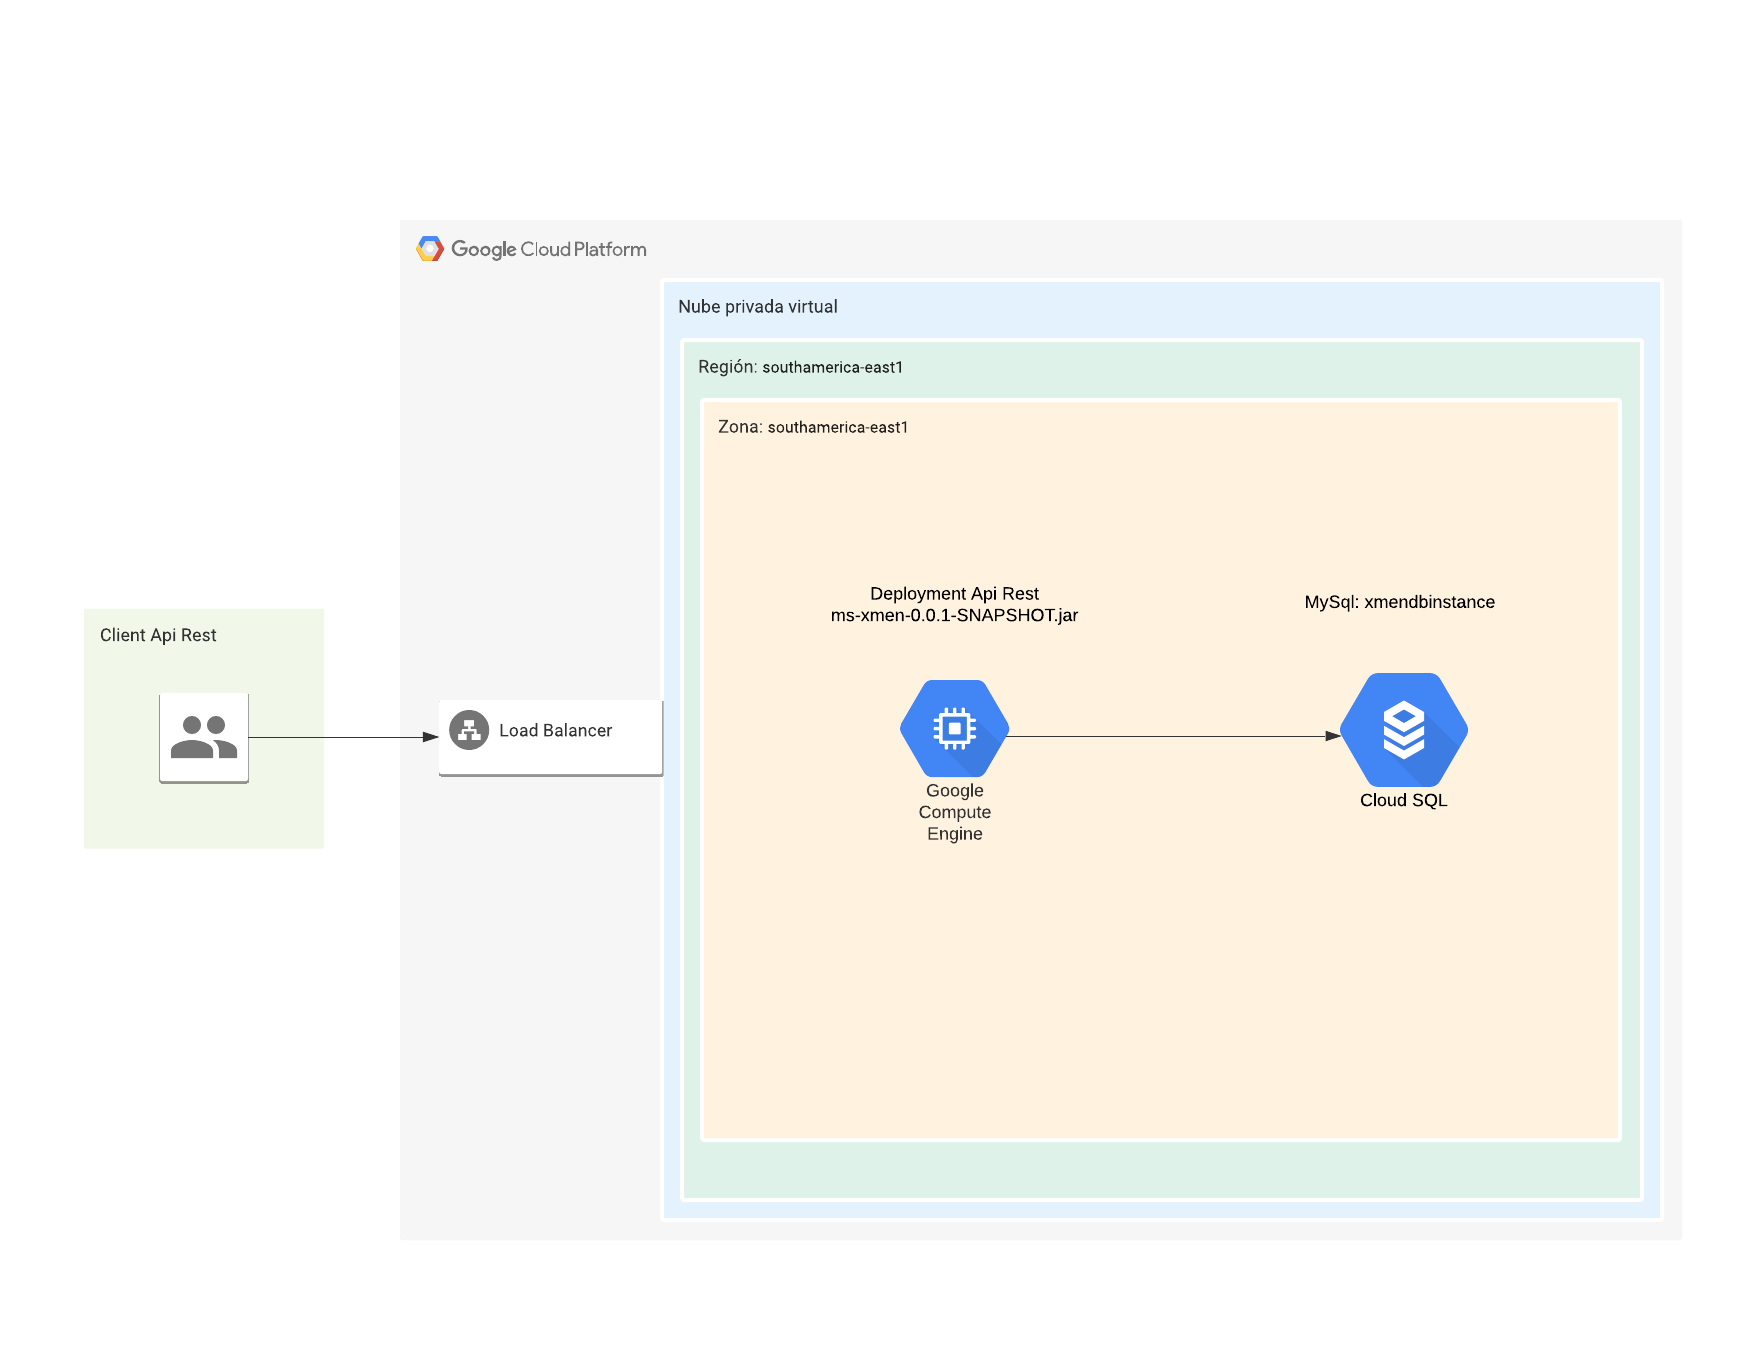 Google Cloud Platform
Nube privada virtual
Región: southamerica-east1
Zona: southamerica-east1
Deployment Api Rest
ms-xmen-0.0.1-SNAPSHOT.jar
MySql: xmendbinstance
Client Api Rest
Load Balancer
Google
Compute
Engine
Cloud SQL